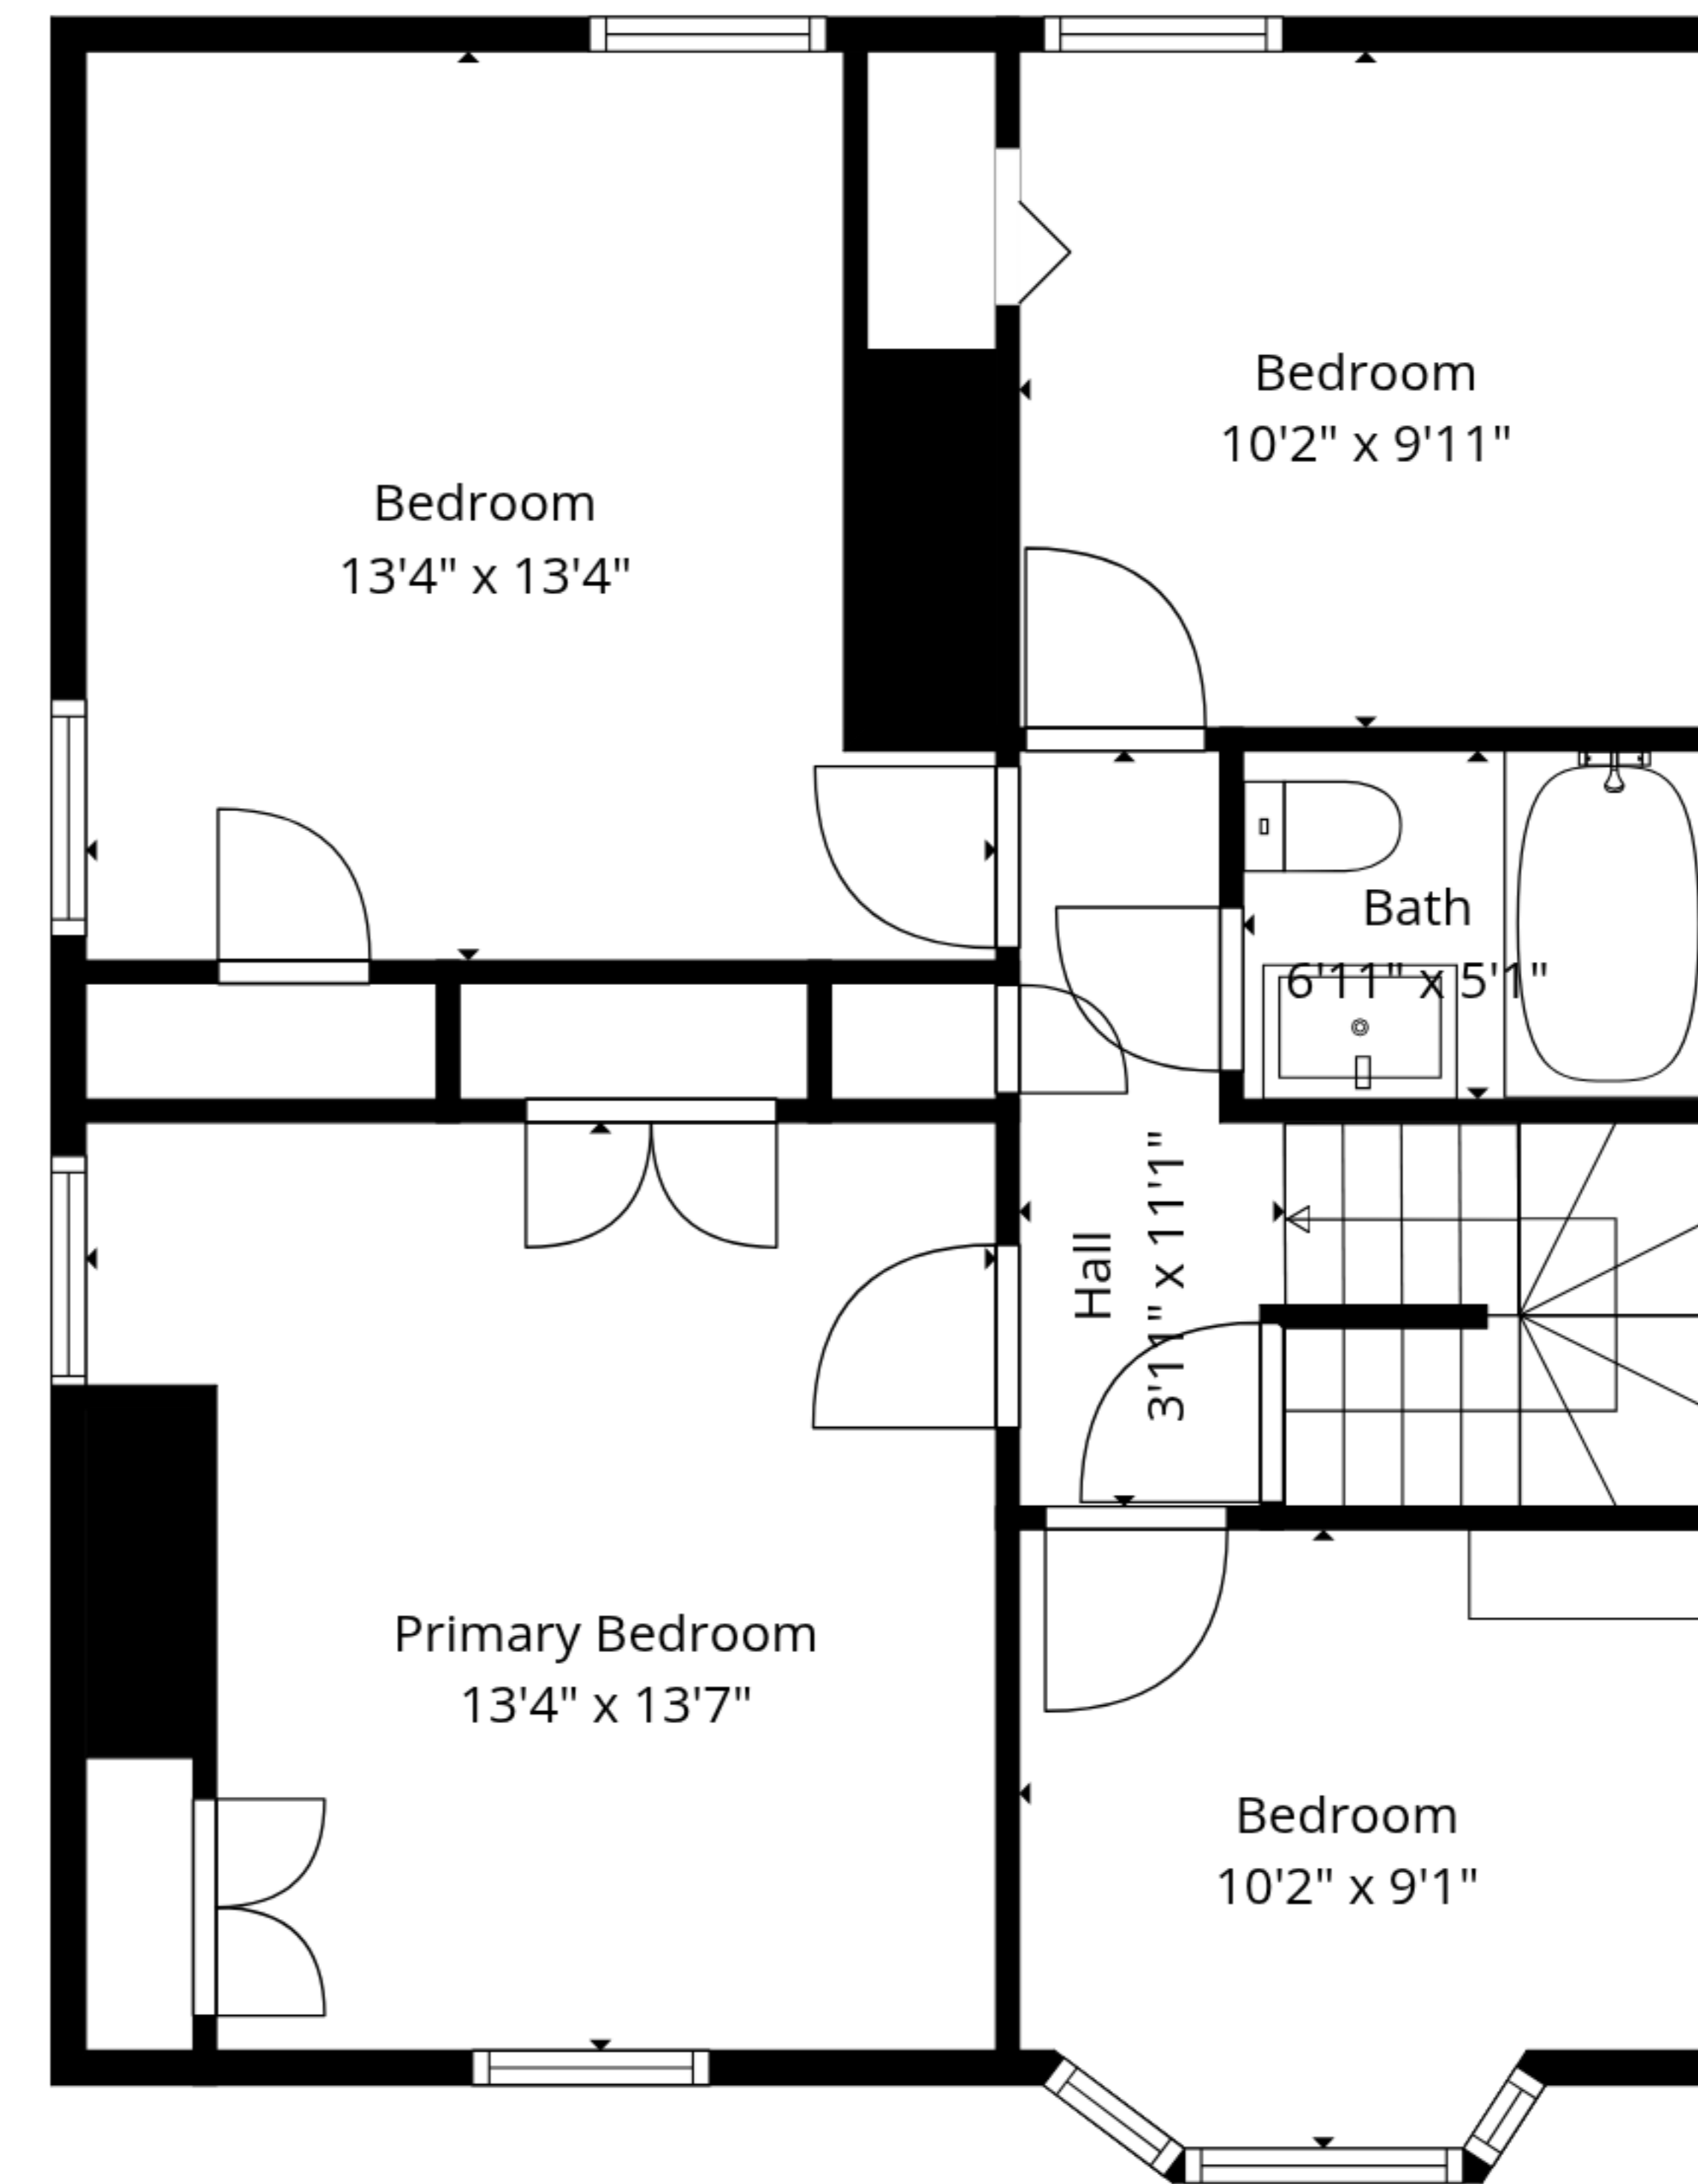 Bedroom
10'2" x 9'11"
Bedroom
13'4" x 13'4"
Bath
6'11" x 5'1"
Hall
3'11" x 11'1"
Primary Bedroom
13'4" x 13'7"
Bedroom
10'2" x 9'1"